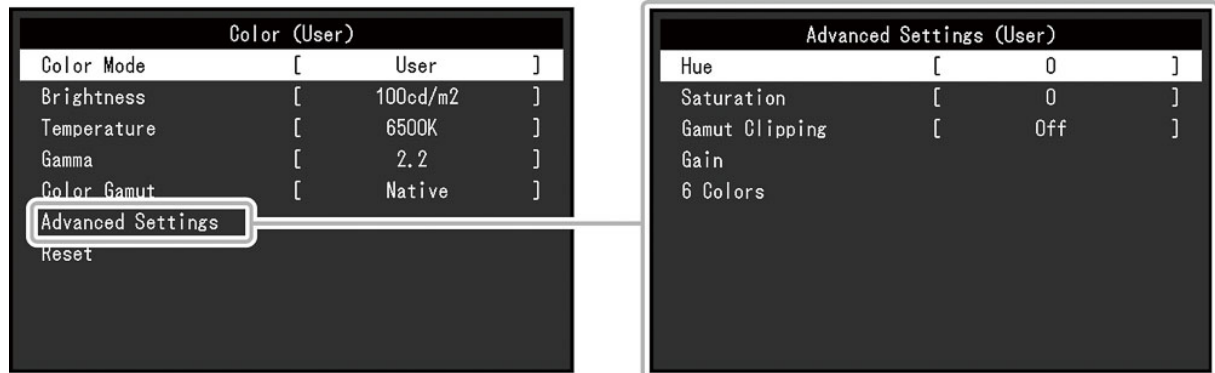 Color (User)
Color Mode [ User ]
Brightness [ 100cd/m2 ]
Temperature [ 6500K ]
Gamma [ 2.2 ]
Color Gamut [ Native ]
Advanced Settings
Reset
Advanced Settings (User)
Hue [ 0 ]
Saturation [ 0 ]
Gamut Clipping [ Off ]
Gain
6 Colors